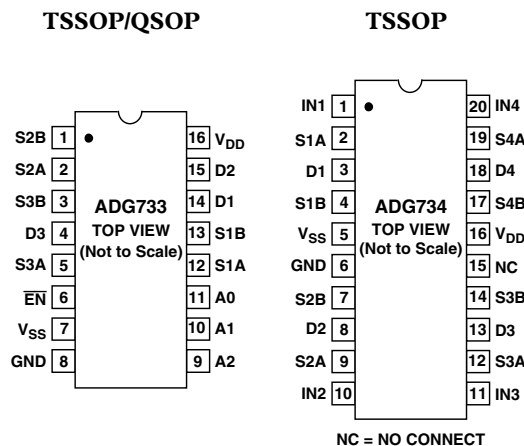 TSSOP/QSOP
S2B 1
S2A 2
S3B 3
D3 4
S3A 5
EN 6
VSS 7
GND 8
ADG733
TOP VIEW
(Not to Scale)
16 VDD
15 D2
14 D1
13 S1B
12 S1A
11 A0
10 A1
9 A2
TSSOP
IN1 1
S1A 2
D1 3
S1B 4
VSS 5
GND 6
S2B 7
D2 8
S2A 9
IN2 10
ADG734
TOP VIEW
(Not to Scale)
20 IN4
19 S4A
18 D4
17 S4B
16 VDD
15 NC
14 S3B
13 D3
12 S3A
11 IN3
NC = NO CONNECT